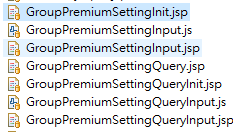 GroupPremiumSettingInit.jsp
GroupPremiumSettingInput.js
GroupPremiumSettingInput.jsp
GroupPremiumSettingQuery.jsp
GroupPremiumSettingQueryInit.jsp
GroupPremiumSettingQueryInput.js
GroupPremiumSettingQueryInput.jsp